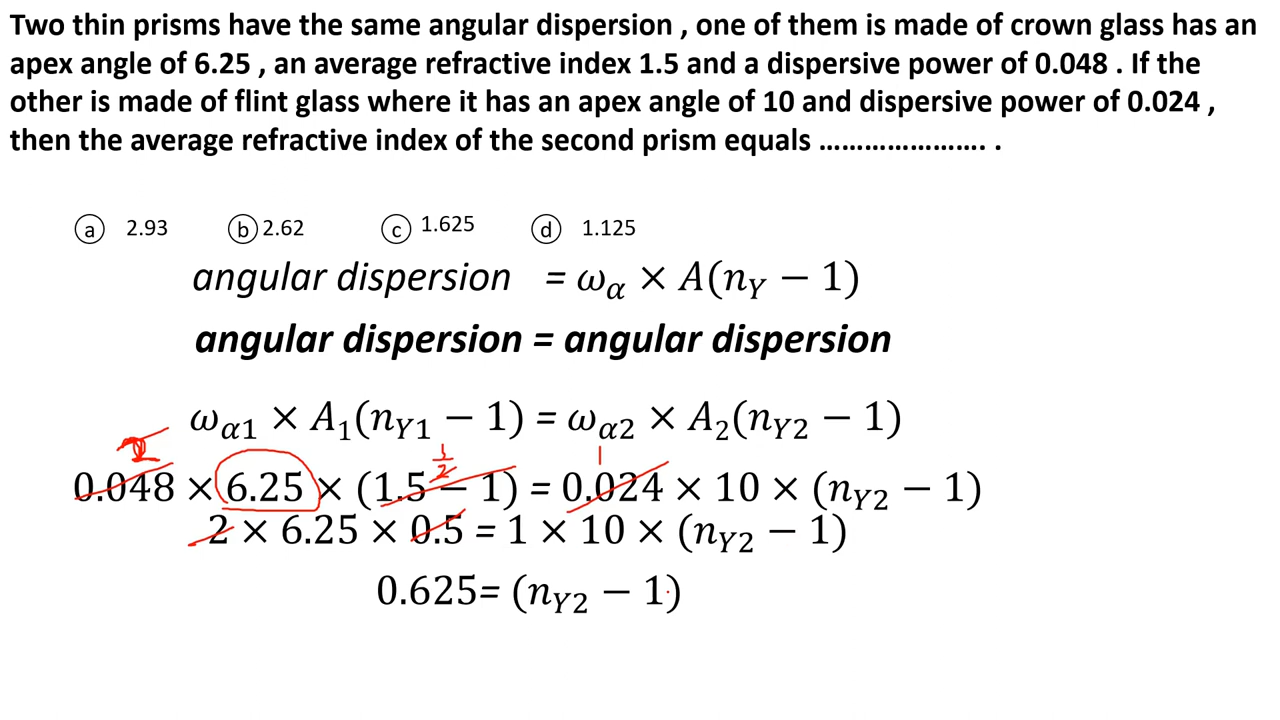 Two thin prisms have the same angular dispersion , one of them is made of crown glass has an
apex angle of 6.25 , an average refractive index 1.5 and a dispersive power of 0.048 . If the
other is made of flint glass where it has an apex angle of 10 and dispersive power of 0.024 ,
then the average refractive index of the second prism equals …………………. .
ⓐ 2.93 ⓑ 2.62 ⓒ 1.625 ⓓ 1.125
angular dispersion = ωα × A(nY − 1)
angular dispersion = angular dispersion
ωα1 × A1(nY1 − 1) = ωα2 × A2(nY2 − 1)
2 1/2 1
0.048 × 6.25 × (1.5 − 1) = 0.024 × 10 × (nY2 − 1)
2 × 6.25 × 0.5 = 1 × 10 × (nY2 − 1)
0.625= (nY2 − 1)